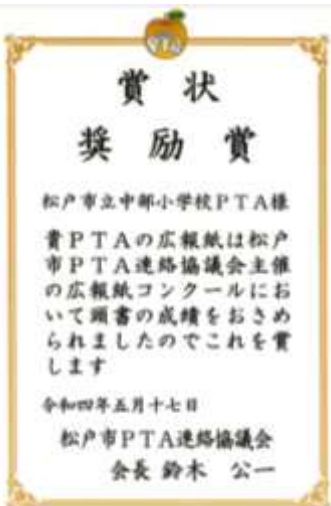 PTA
賞状
奨励賞
松戸市立中部小学校PTA様
貴PTAの広報紙は松戸
市PTA連絡協議会主催
の広報紙コンクールにお
いて頭書の成績をおさめ
られましたのでこれを賞
します
令和四年五月十七日
松戸市PTA連絡協議会
会長 鈴木 公一